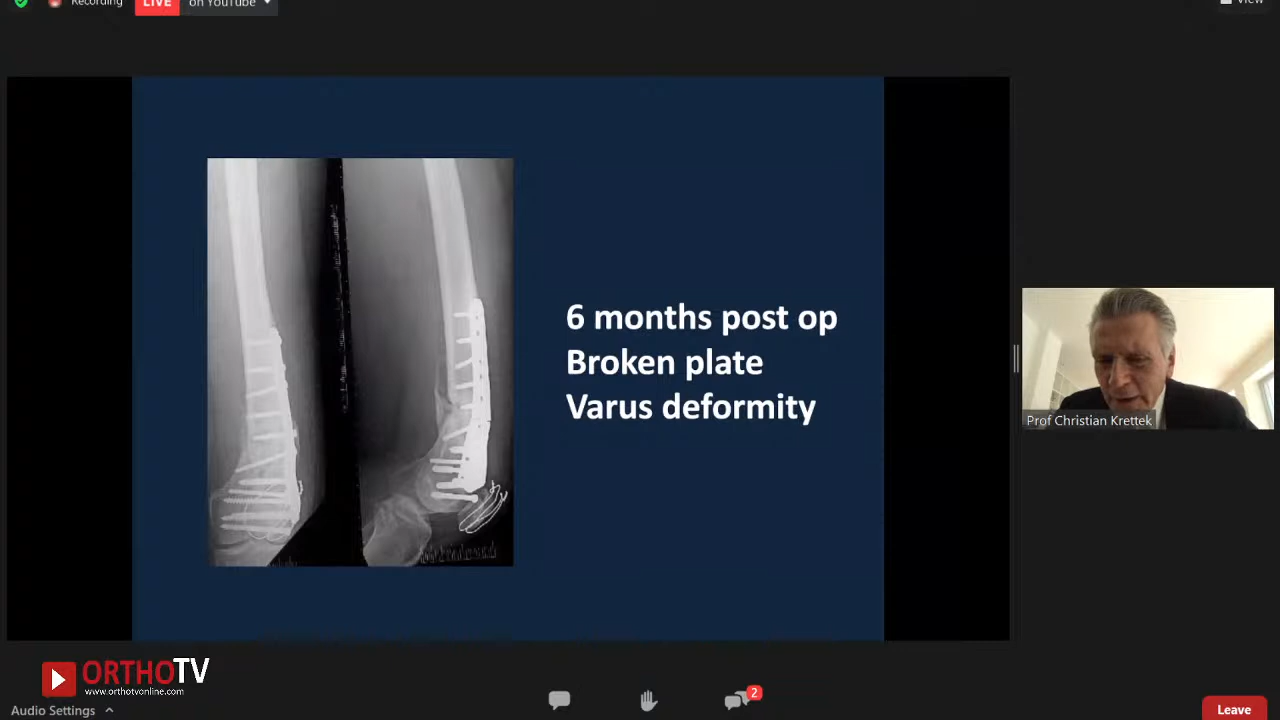 Recording
LIVE
on YouTube
View
6 months post op
Broken plate
Varus deformity
Prof Christian Krettek
ORTHOTV
www.orthotvonline.com
2
Audio Settings
Leave